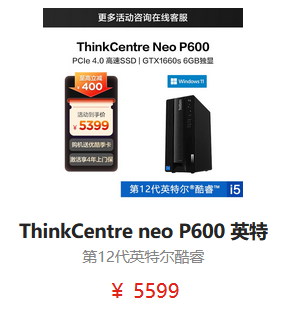 更多活动咨询在线客服
ThinkCentre Neo P600
PCIe 4.0 高速SSD | GTX1660s 6GB独显
至高立减
¥400
活动到手价
¥5399
购机送优酷季卡
激活享4年上门保
Windows 11
第12代英特尔®酷睿™ i5
ThinkCentre neo P600 英特
第12代英特尔酷睿
¥ 5599